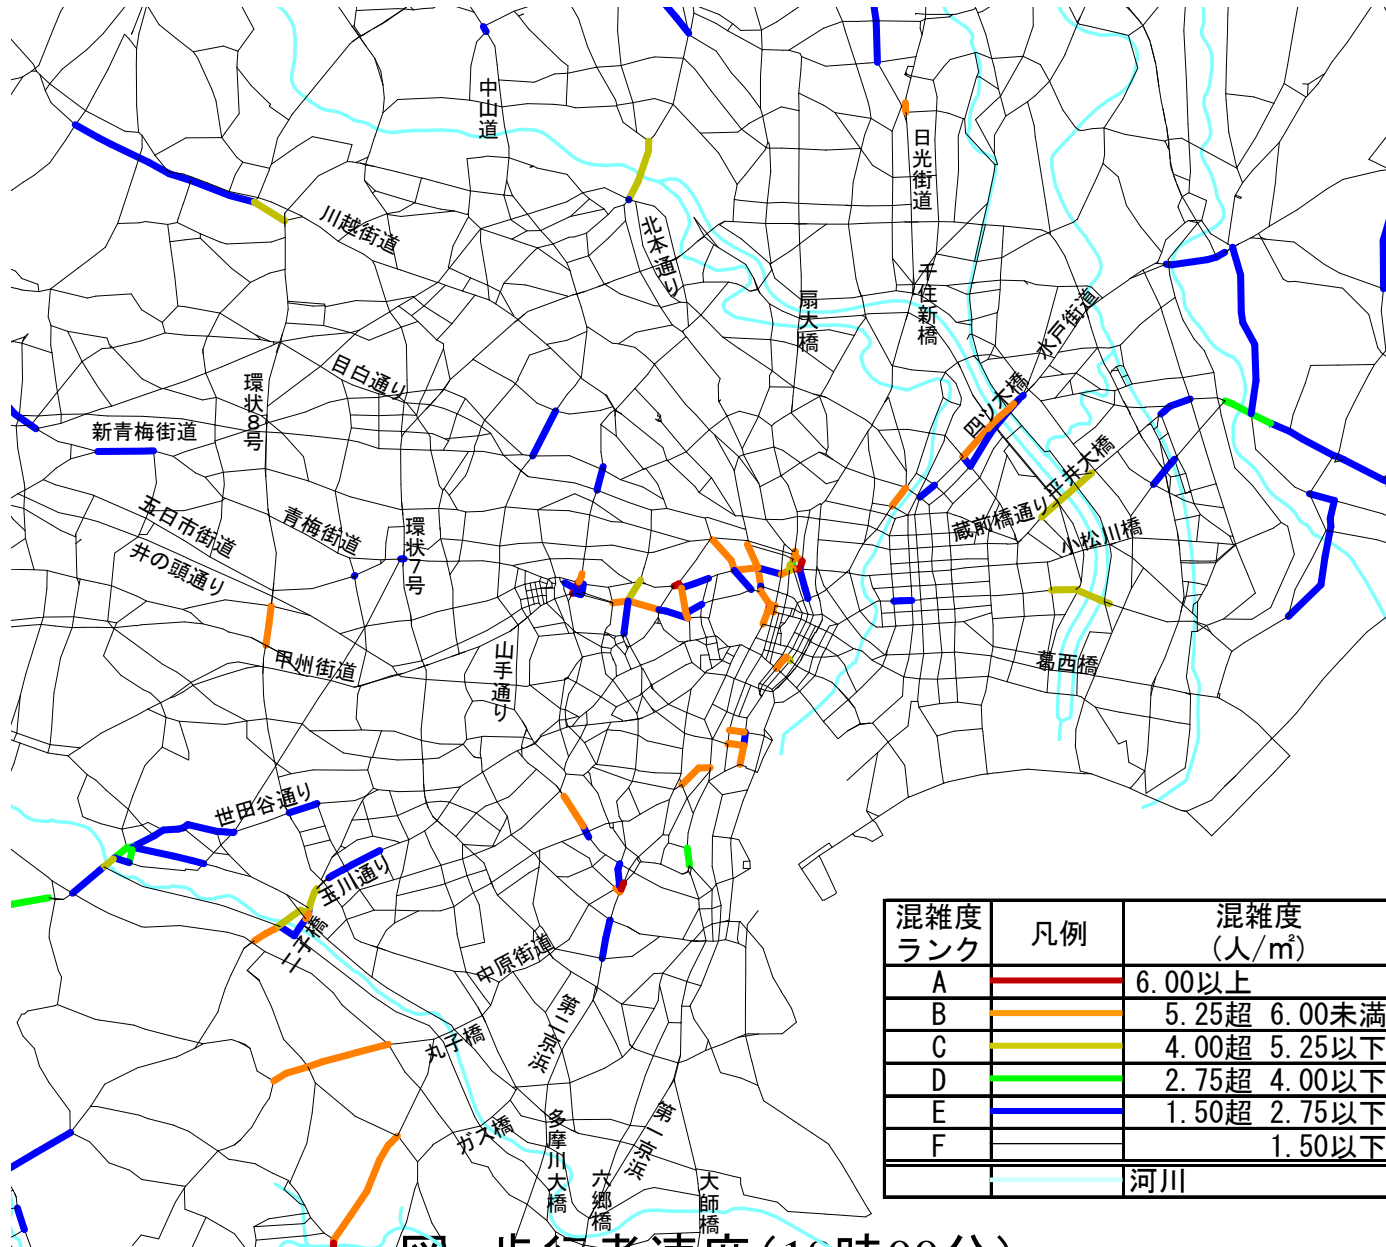 中山道
日光街道
川越街道
北本通り
千住新橋
扇大橋
水戸街道
目白通り
環状8号
新青梅街道
四ツ木橋
平井大橋
五日市街道
青梅街道
環状7号
蔵前橋通り
小松川橋
井の頭通り
甲州街道
山手通り
葛西橋
世田谷通り
玉川通り
二子橋
中原街道
第二京浜
丸子橋
ガス橋
多摩川大橋
第一京浜
六郷橋
大師橋
混雑度ランク 凡例 混雑度(人/㎡)
A 6.00以上
B 5.25超 6.00未満
C 4.00超 5.25以下
D 2.75超 4.00以下
E 1.50超 2.75以下
F 1.50以下
河川